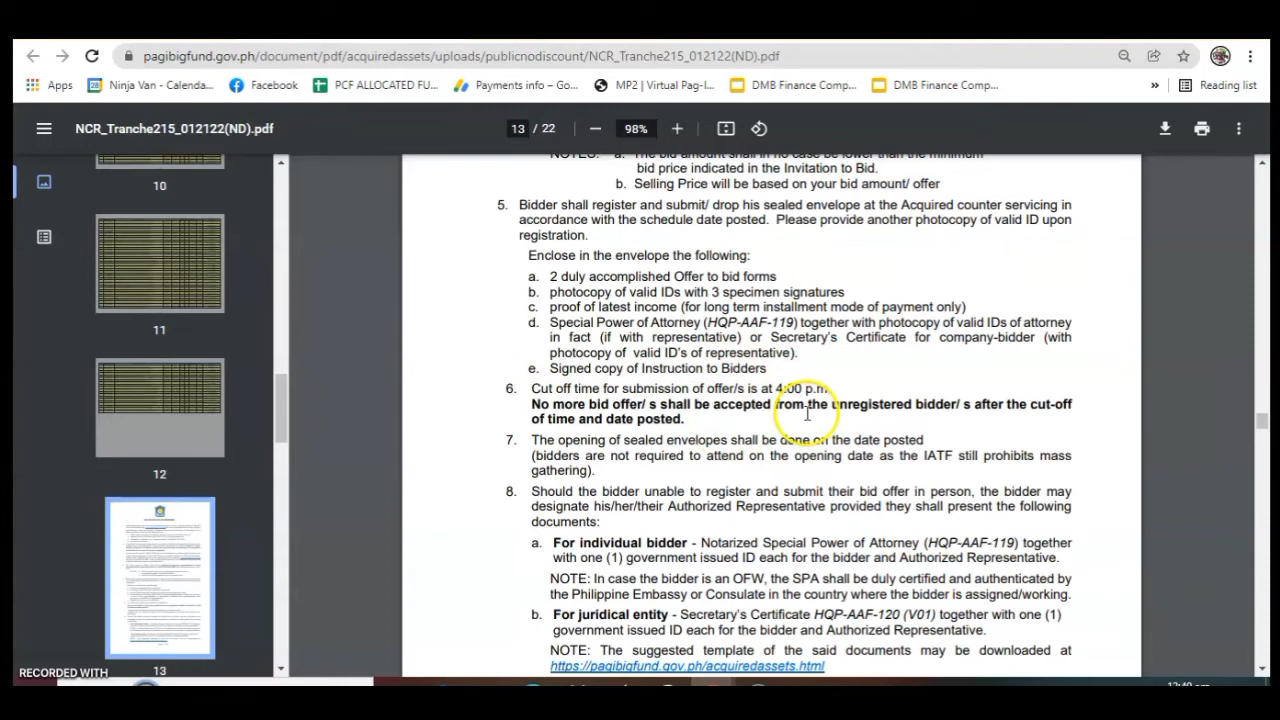 pagibigfund.gov.ph/document/pdf/acquiredassets/uploads/publicnodiscount/NCR_Tranche215_012122(ND).pdf
Apps Ninja Van - Calenda... Facebook PCF ALLOCATED FU... Payments info – Go... MP2 | Virtual Pag-I... DMB Finance Comp... DMB Finance Comp... » Reading list
NCR_Tranche215_012122(ND).pdf 13 / 22 98%
10
11
12
13
NOTES: a. The bid amount shall in no case be lower than the minimum
bid price indicated in the Invitation to Bid.
b. Selling Price will be based on your bid amount/ offer
5. Bidder shall register and submit/ drop his sealed envelope at the Acquired counter servicing in
accordance with the schedule date posted. Please provide another photocopy of valid ID upon
registration.
Enclose in the envelope the following:
a. 2 duly accomplished Offer to bid forms
b. photocopy of valid IDs with 3 specimen signatures
c. proof of latest income (for long term installment mode of payment only)
d. Special Power of Attorney (HQP-AAF-119) together with photocopy of valid IDs of attorney
in fact (if with representative) or Secretary's Certificate for company-bidder (with
photocopy of valid ID's of representative).
e. Signed copy of Instruction to Bidders
6. Cut off time for submission of offer/s is at 4:00 p.m
No more bid offer/ s shall be accepted from the unregistered bidder/ s after the cut-off
of time and date posted.
7. The opening of sealed envelopes shall be done on the date posted
(bidders are not required to attend on the opening date as the IATF still prohibits mass
gathering).
8. Should the bidder unable to register and submit their bid offer in person, the bidder may
designate his/her/their Authorized Representative provided they shall present the following
documents:
a. For individual bidder - Notarized Special Power of Attorney (HQP-AAF-119) together
with one (1) government issued ID each for the bidder and Authorized Representative.
NOTE: In case the bidder is an OFW, the SPA shall be duly certified and authenticated by
the Philippine Embassy or Consulate in the country where the bidder is assigned/working.
b. For juridical entity - Secretary's Certificate HQP-AAF-120 (V01) together with one (1)
government issued ID each for the bidder and Authorized Representative.
NOTE: The suggested template of the said documents may be downloaded at
https://pagibigfund.gov.ph/acquiredassets.html
RECORDED WITH